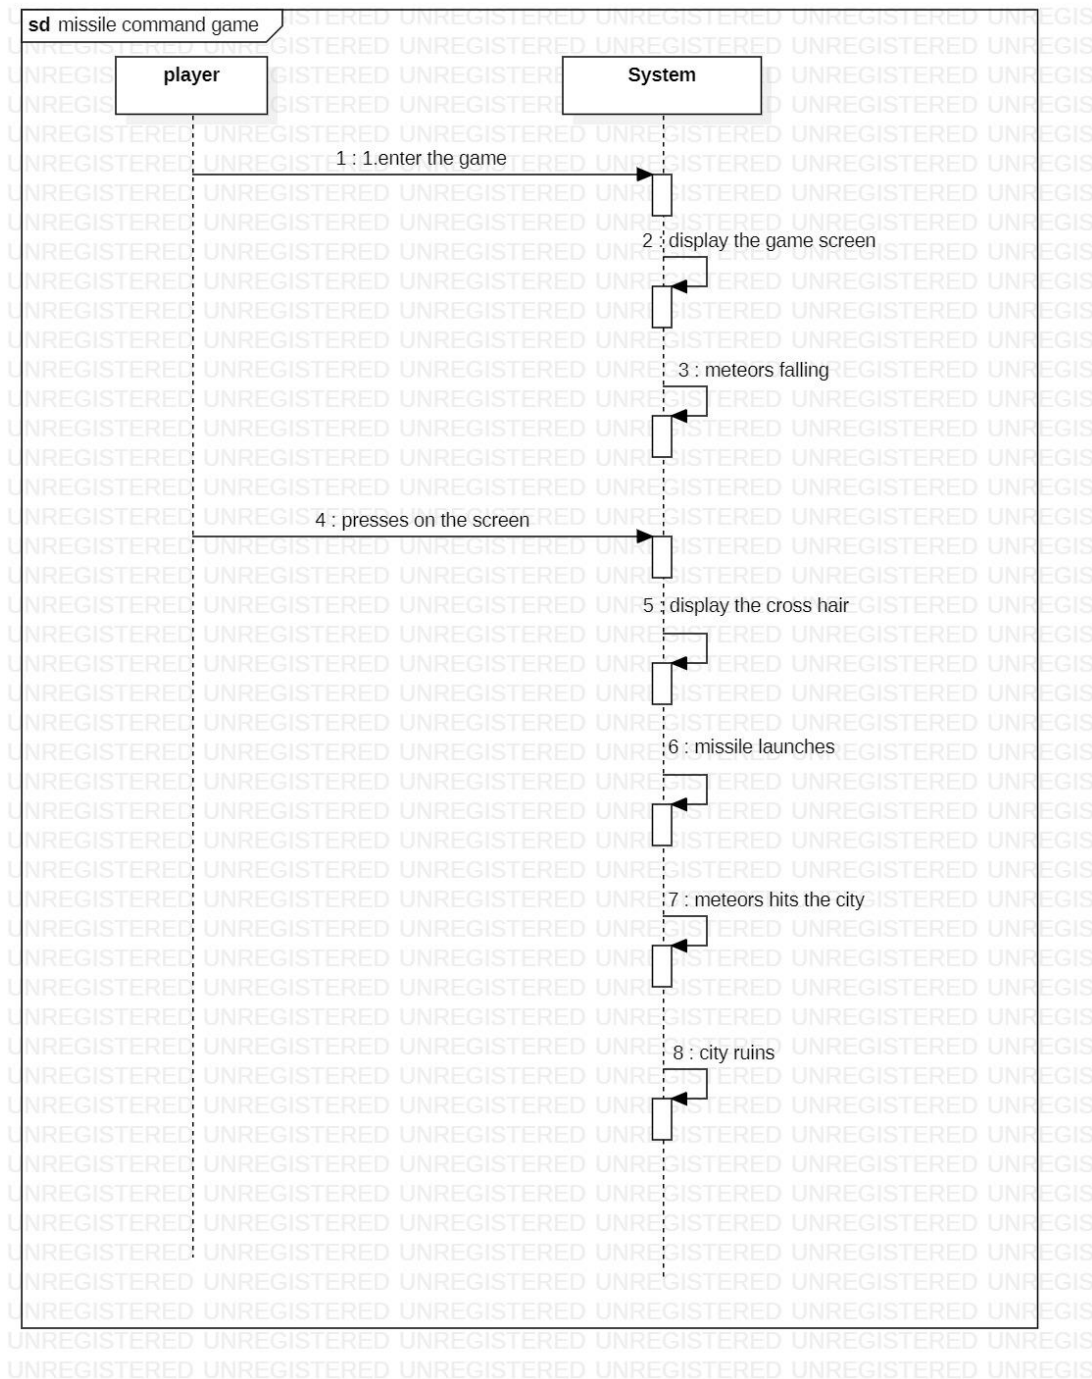 sd missile command game
player
System
1 : 1.enter the game
2 : display the game screen
3 : meteors falling
4 : presses on the screen
5 : display the cross hair
6 : missile launches
7 : meteors hits the city
8 : city ruins
UNREGISTERED